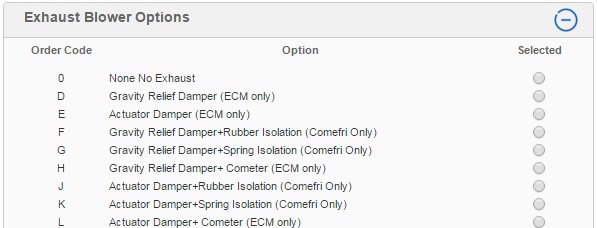 Exhaust Blower Options
Order Code Option Selected
0 None No Exhaust
D Gravity Relief Damper (ECM only)
E Actuator Damper (ECM only)
F Gravity Relief Damper+Rubber Isolation (Comefri Only)
G Gravity Relief Damper+Spring Isolation (Comefri Only)
H Gravity Relief Damper+ Cometer (ECM only)
J Actuator Damper+Rubber Isolation (Comefri Only)
K Actuator Damper+Spring Isolation (Comefri Only)
L Actuator Damper+ Cometer (ECM only)